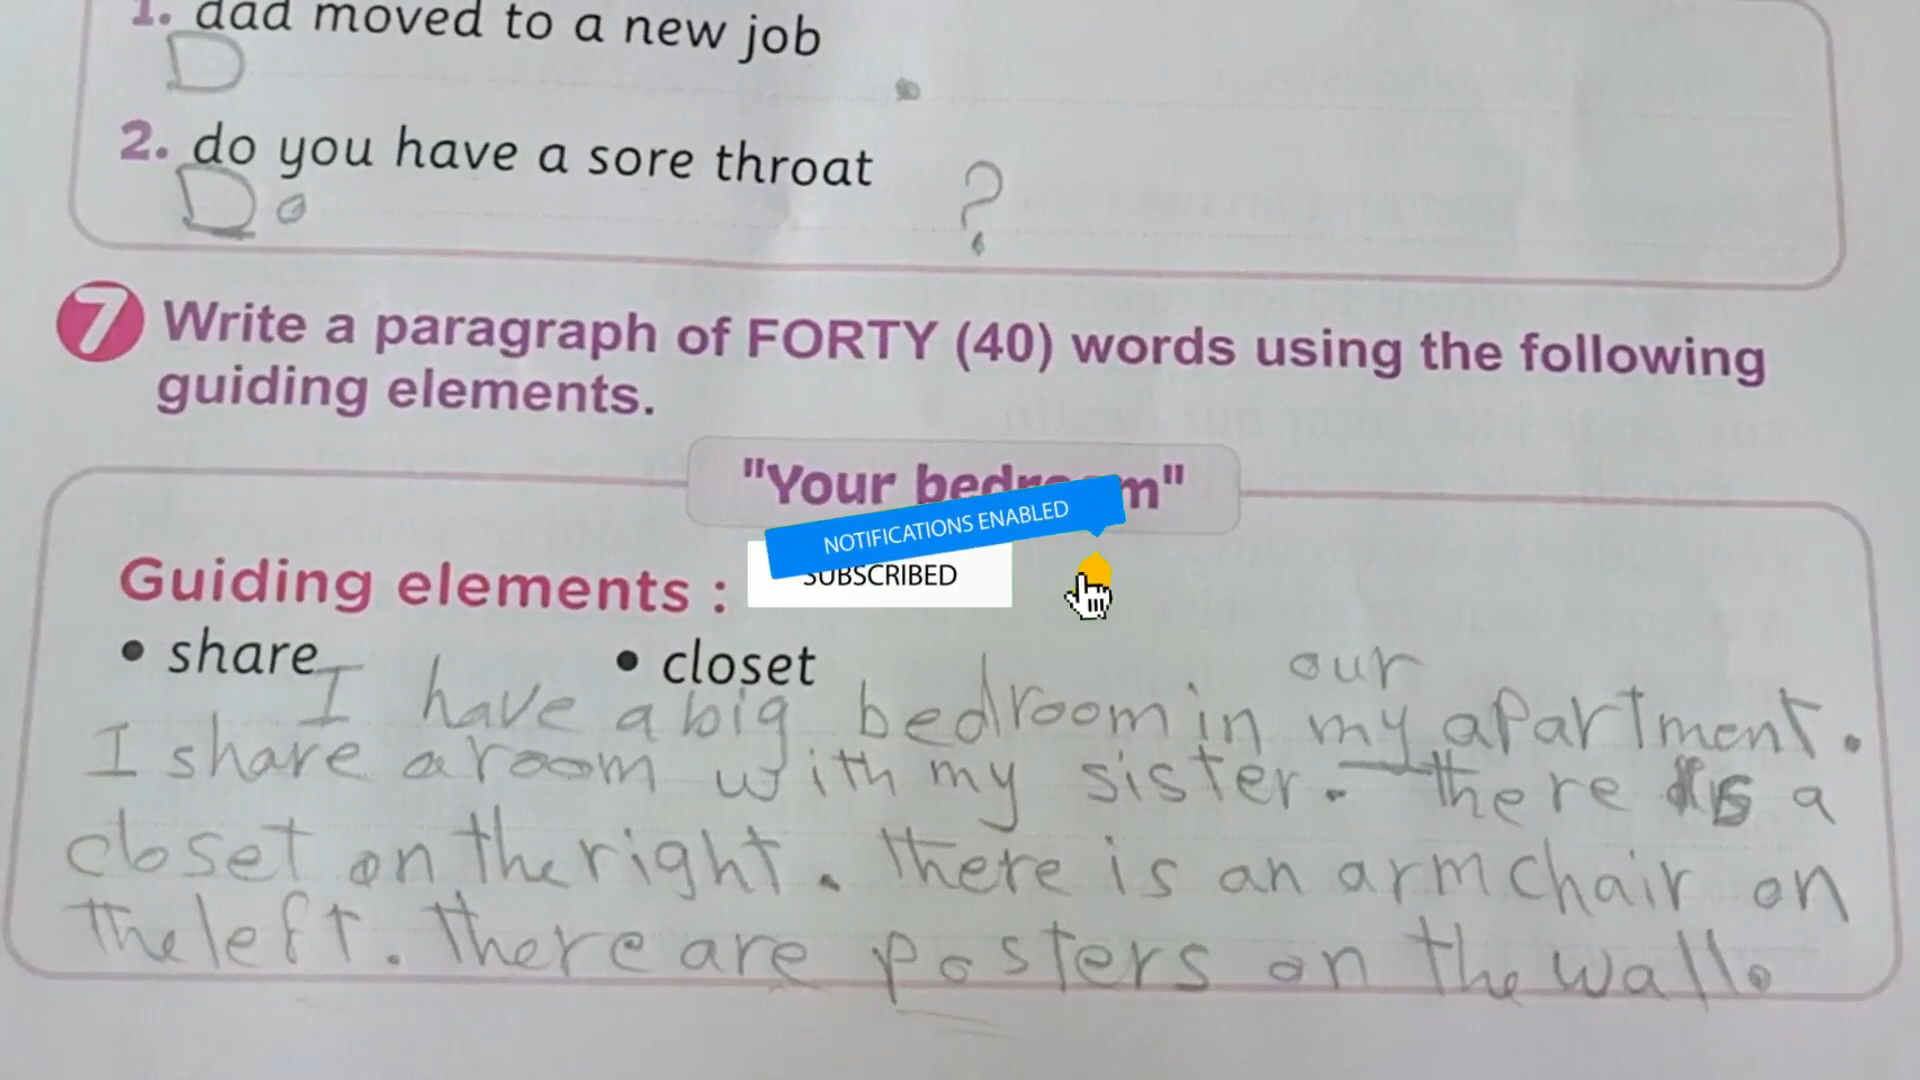 1. dad moved to a new job
D .
2. do you have a sore throat
Do ?
7 Write a paragraph of FORTY (40) words using the following
guiding elements.
"Your bedroom"
NOTIFICATIONS ENABLED
Guiding elements :
SUBSCRIBED
• share • closet
our
I have a big bedroom in my apartment.
I share a room with my sister. There is a
closet on the right. There is an armchair on
the left. There are posters on the wall.